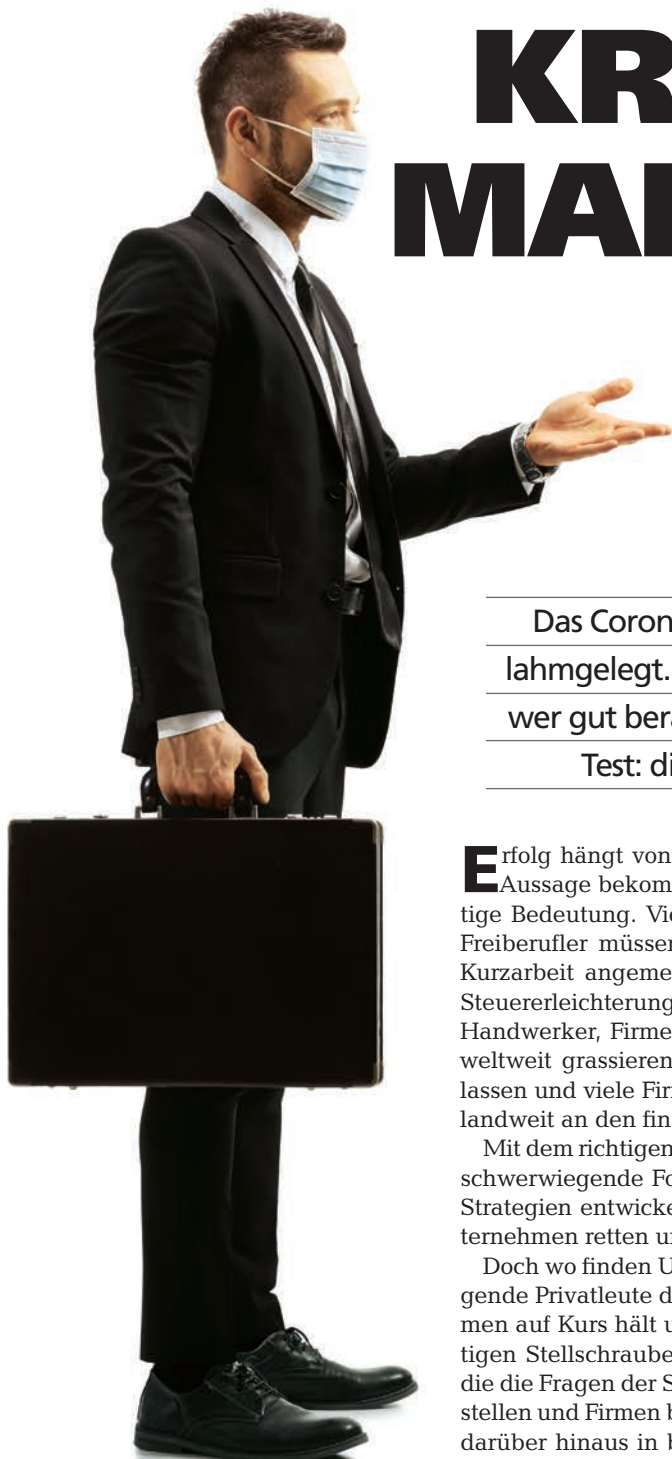 KR
MA
Das Coron
lahmgelegt.
wer gut bera
Test: di
Erfolg hängt von
Aussage bekom
tige Bedeutung. Vie
Freiberufler müssen
Kurzarbeit angeme
Steuererleichterung
Handwerker, Firme
weltweit grassieren
lassen und viele Fir
landweit an den fin
Mit dem richtigen
schwerwiegende Fo
Strategien entwicke
ternehmen retten u
Doch wo finden U
gende Privatleute d
men auf Kurs hält u
tigen Stellschraube
die die Fragen der S
stellen und Firmen b
darüber hinaus in b